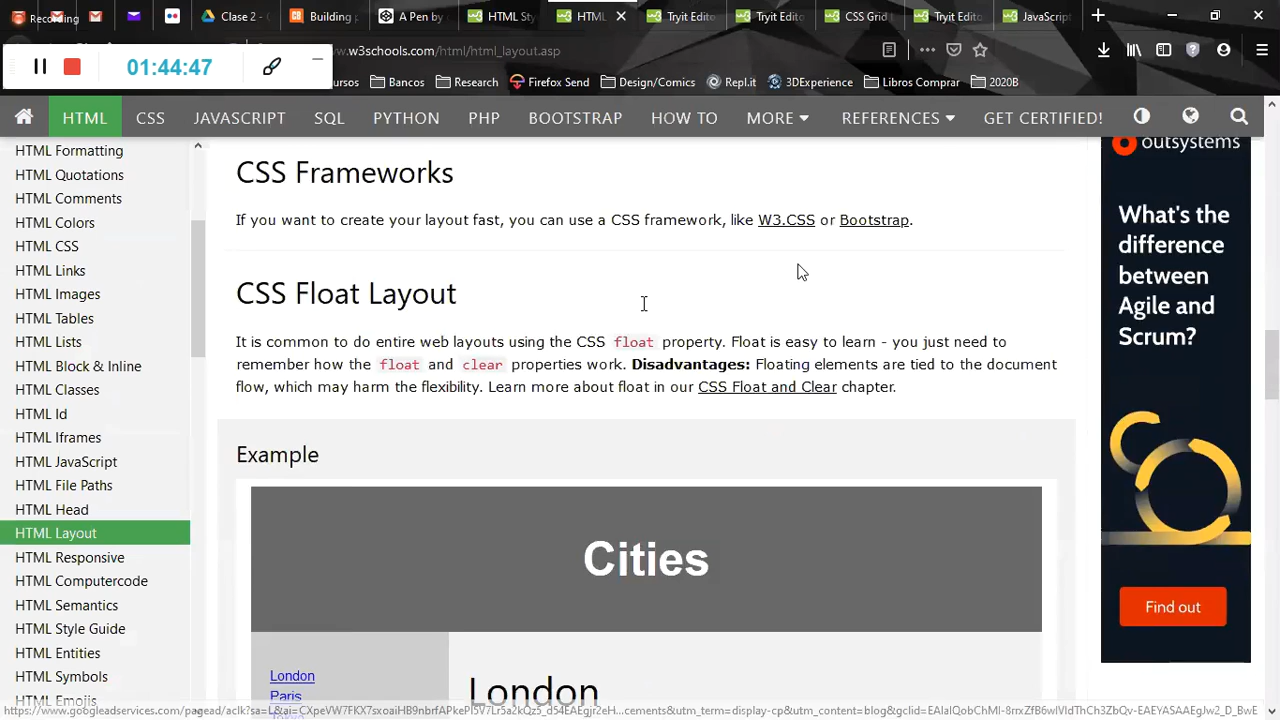 Recording
Clase 2 -
Building p
A Pen by
HTML Sty
HTML
Tryit Edito
Tryit Edito
CSS Grid
Tryit Edito
JavaScript
01:44:47
w3schools.com/html/html_layout.asp
Bancos
Research
Firefox Send
Design/Comics
Repl.it
3DExperience
Libros Comprar
2020B
HTML CSS JAVASCRIPT SQL PYTHON PHP BOOTSTRAP HOW TO MORE REFERENCES GET CERTIFIED!
HTML Formatting
HTML Quotations
HTML Comments
HTML Colors
HTML CSS
HTML Links
HTML Images
HTML Tables
HTML Lists
HTML Block & Inline
HTML Classes
HTML Id
HTML Iframes
HTML JavaScript
HTML File Paths
HTML Head
HTML Layout
HTML Responsive
HTML Computercode
HTML Semantics
HTML Style Guide
HTML Entities
HTML Symbols
HTML Emojis
CSS Frameworks
If you want to create your layout fast, you can use a CSS framework, like W3.CSS or Bootstrap.
CSS Float Layout
It is common to do entire web layouts using the CSS float property. Float is easy to learn - you just need to
remember how the float and clear properties work. Disadvantages: Floating elements are tied to the document
flow, which may harm the flexibility. Learn more about float in our CSS Float and Clear chapter.
Example
Cities
London
Paris
London
outsystems
What's the
difference
between
Agile and
Scrum?
Find out